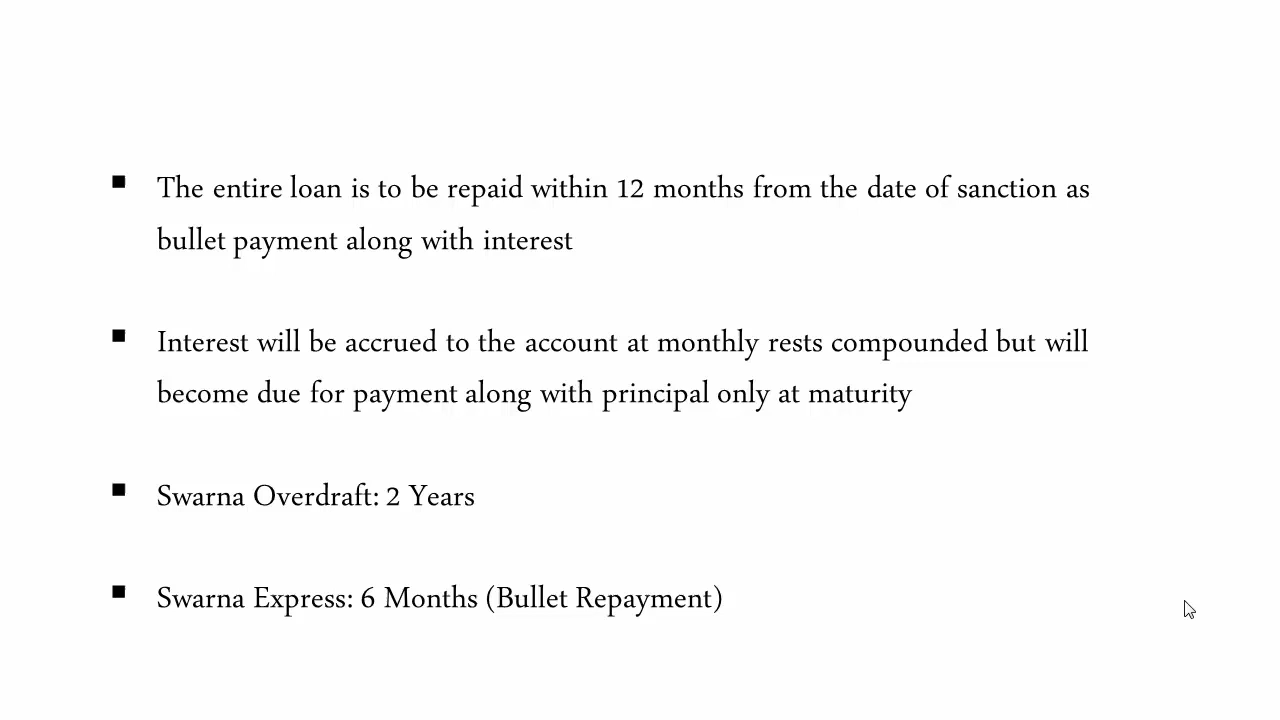 ▪ The entire loan is to be repaid within 12 months from the date of sanction as
bullet payment along with interest
▪ Interest will be accrued to the account at monthly rests compounded but will
become due for payment along with principal only at maturity
▪ Swarna Overdraft: 2 Years
▪ Swarna Express: 6 Months (Bullet Repayment)